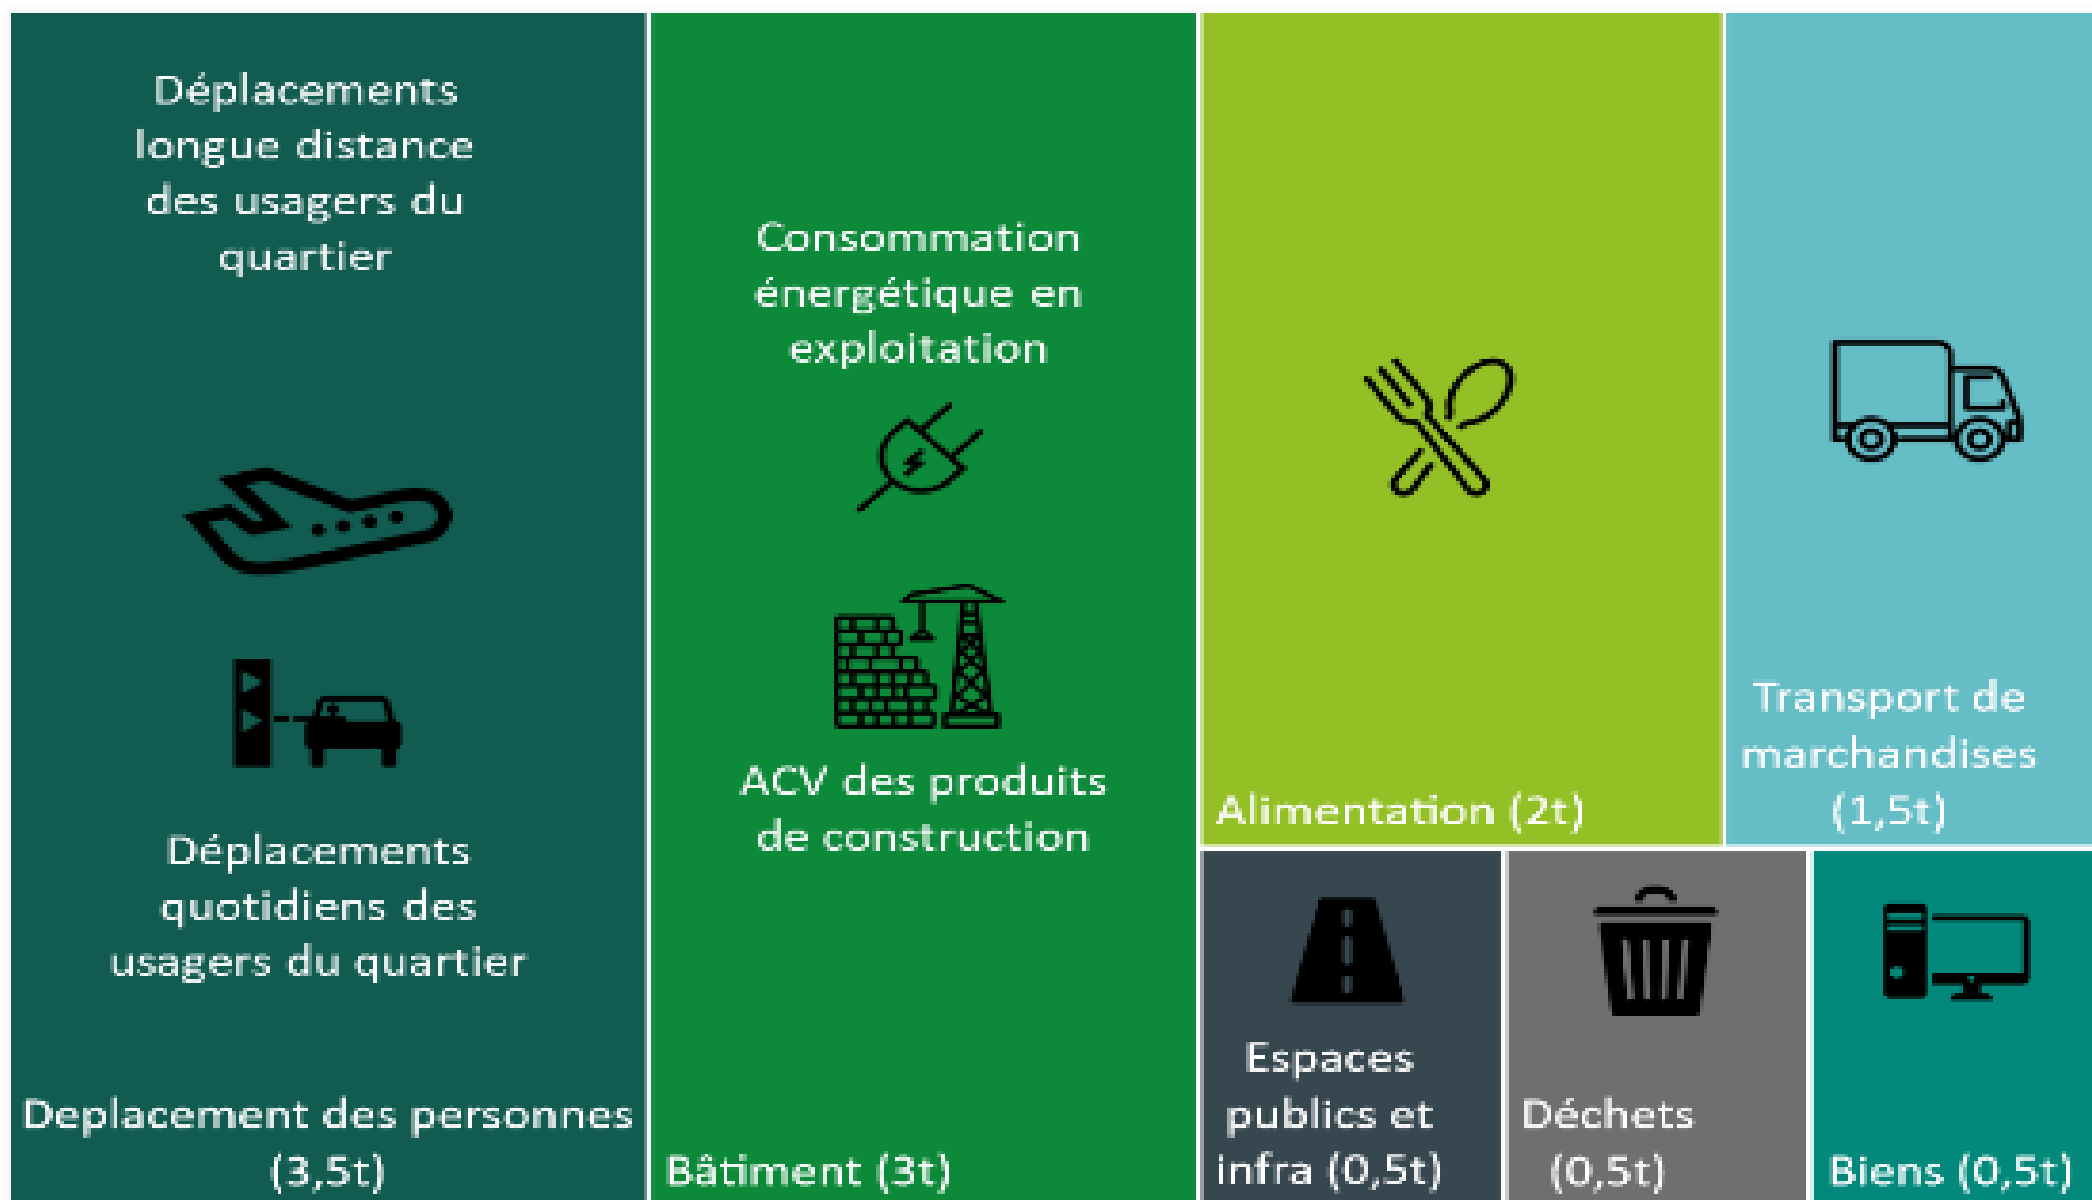 Déplacements
longue distance
des usagers du
quartier
Déplacements
quotidiens des
usagers du quartier
Deplacement des personnes
(3,5t)
Consommation
énergétique en
exploitation
ACV des produits
de construction
Bâtiment (3t)
Alimentation (2t)
Transport de
marchandises
(1,5t)
Espaces
publics et
infra (0,5t)
Déchets
(0,5t)
Biens (0,5t)